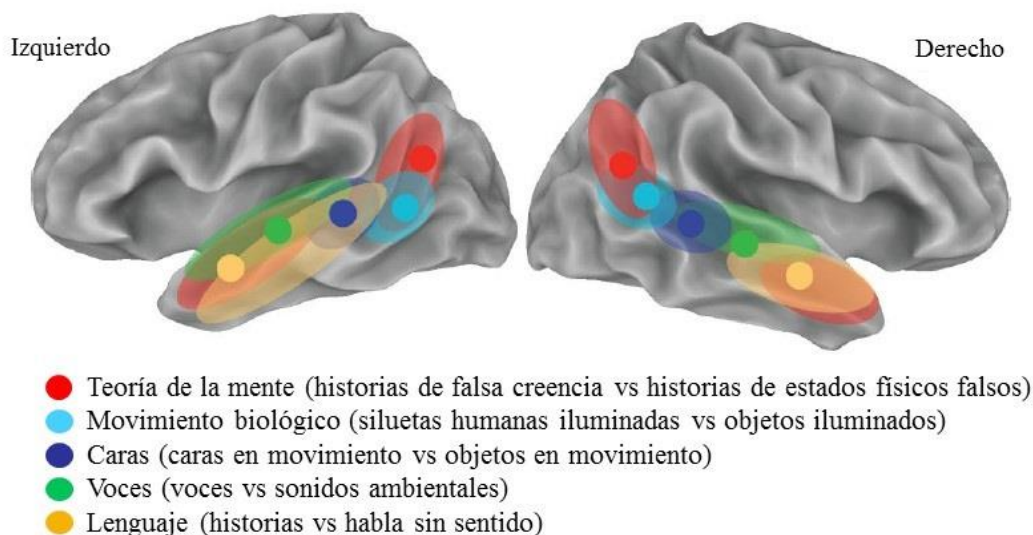 Izquierdo
Derecho
Teoría de la mente (historias de falsa creencia vs historias de estados físicos falsos)
Movimiento biológico (siluetas humanas iluminadas vs objetos iluminados)
Caras (caras en movimiento vs objetos en movimiento)
Voces (voces vs sonidos ambientales)
Lenguaje (historias vs habla sin sentido)